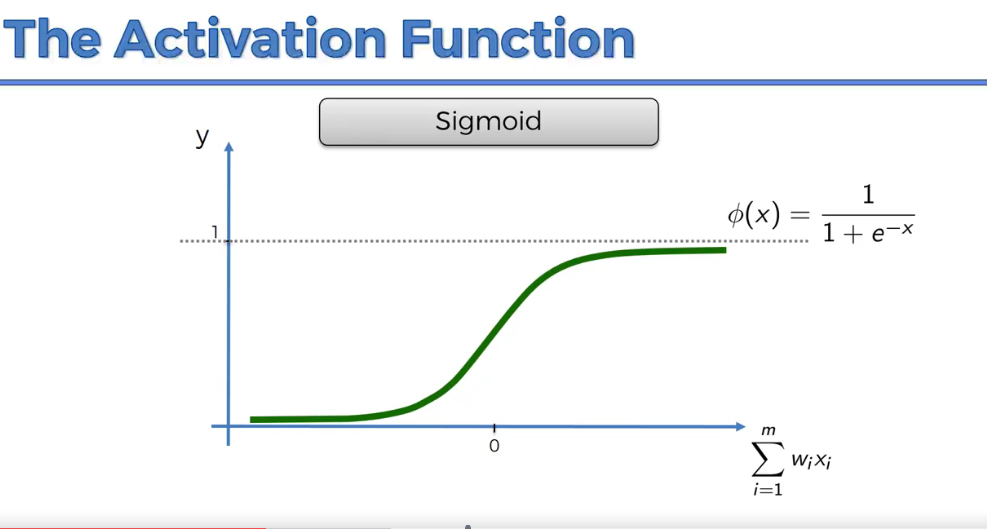 The Activation Function
Sigmoid
y
1
ϕ(x) = 1 / (1 + e^{−x})
0
∑_{i=1}^{m} w_i x_i